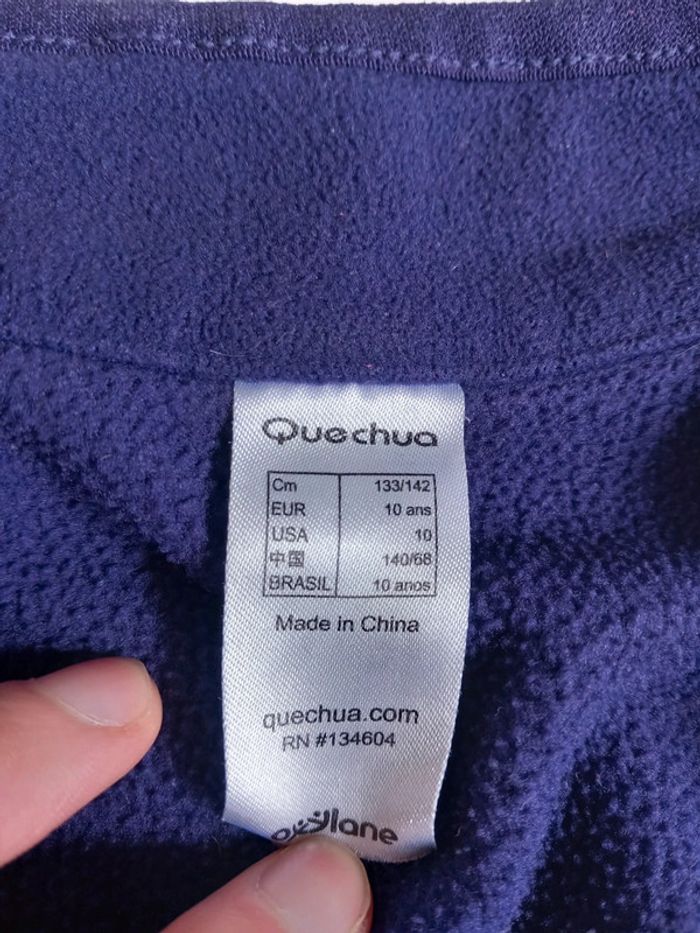 Quechua
Cm 133/142
EUR 10 ans
USA 10
中国 140/68
BRASIL 10 anos
Made in China
quechua.com
RN #134604